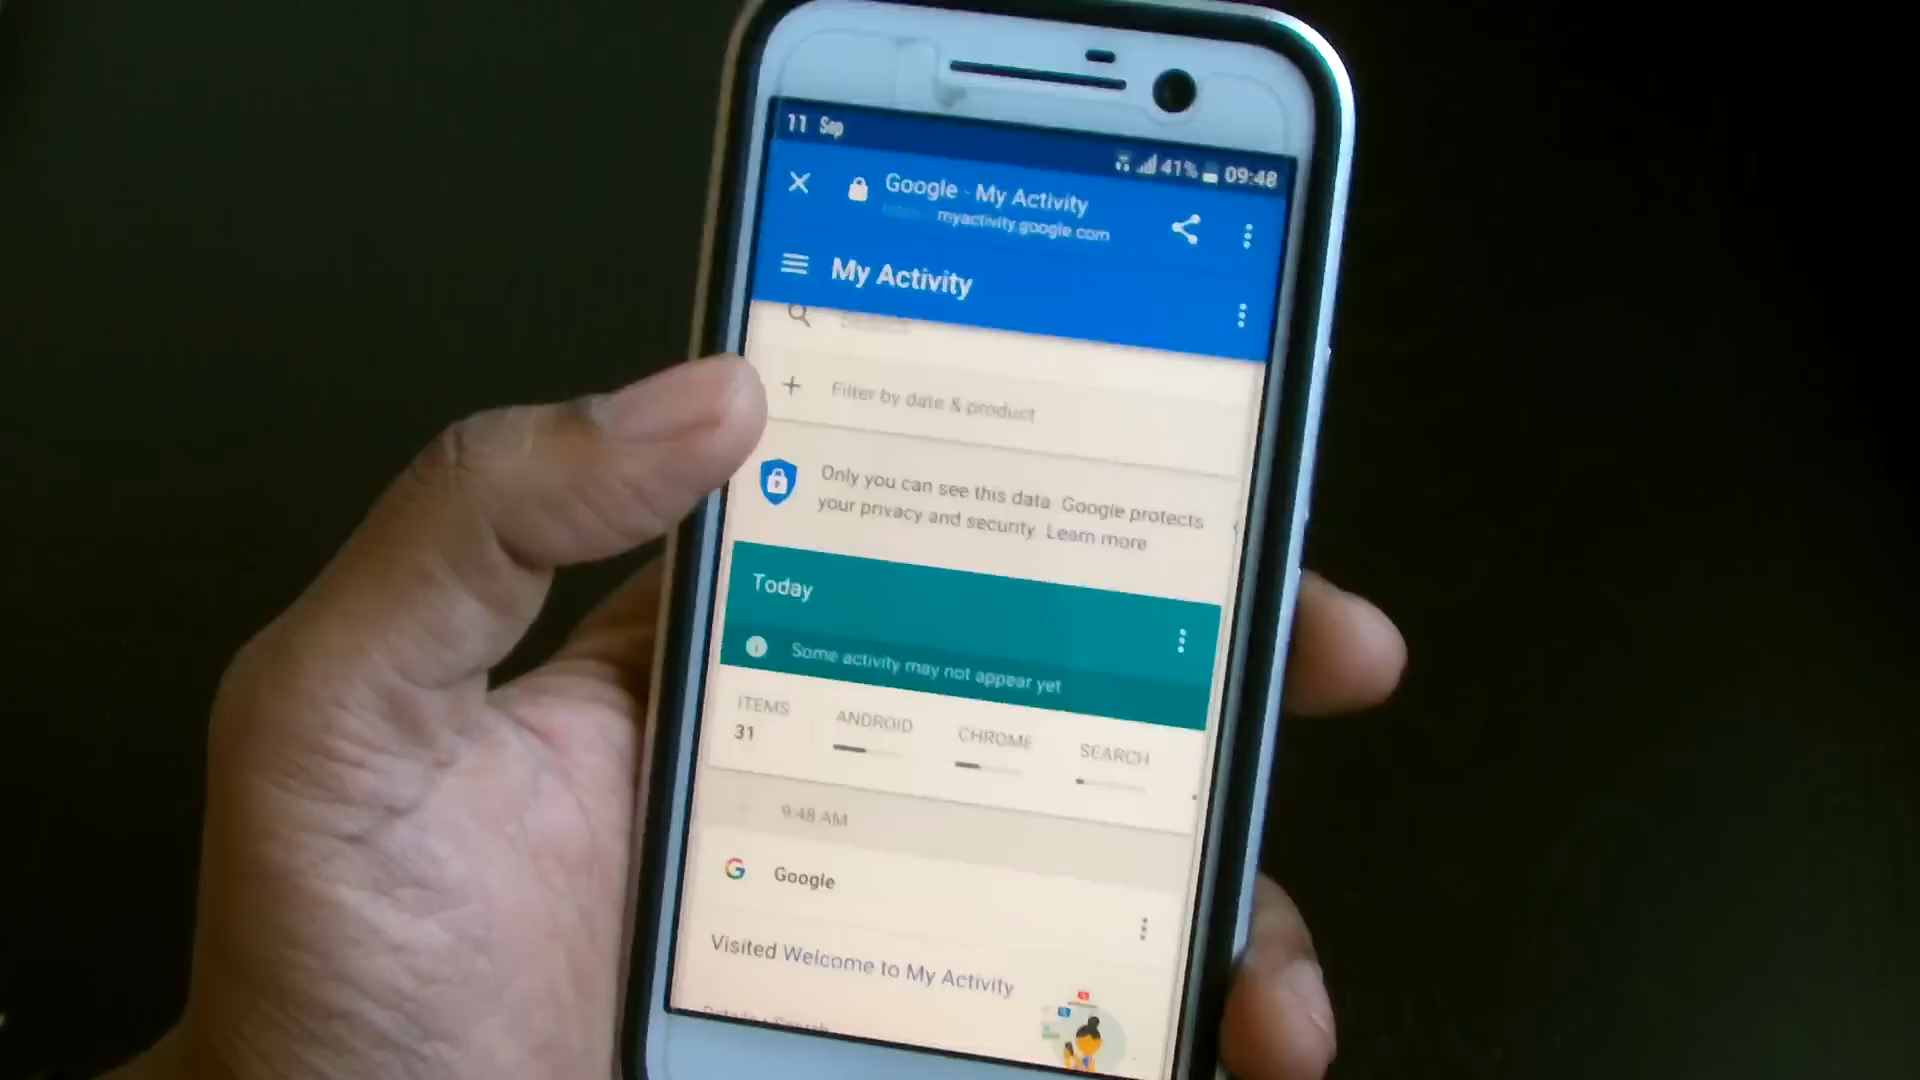 11 Sep
41% 09:48
Google - My Activity
myactivity.google.com
My Activity
Search
Filter by date & product
Only you can see this data. Google protects
your privacy and security. Learn more
Today
Some activity may not appear yet
ITEMS ANDROID CHROME SEARCH
31
9:48 AM
Google
Visited Welcome to My Activity